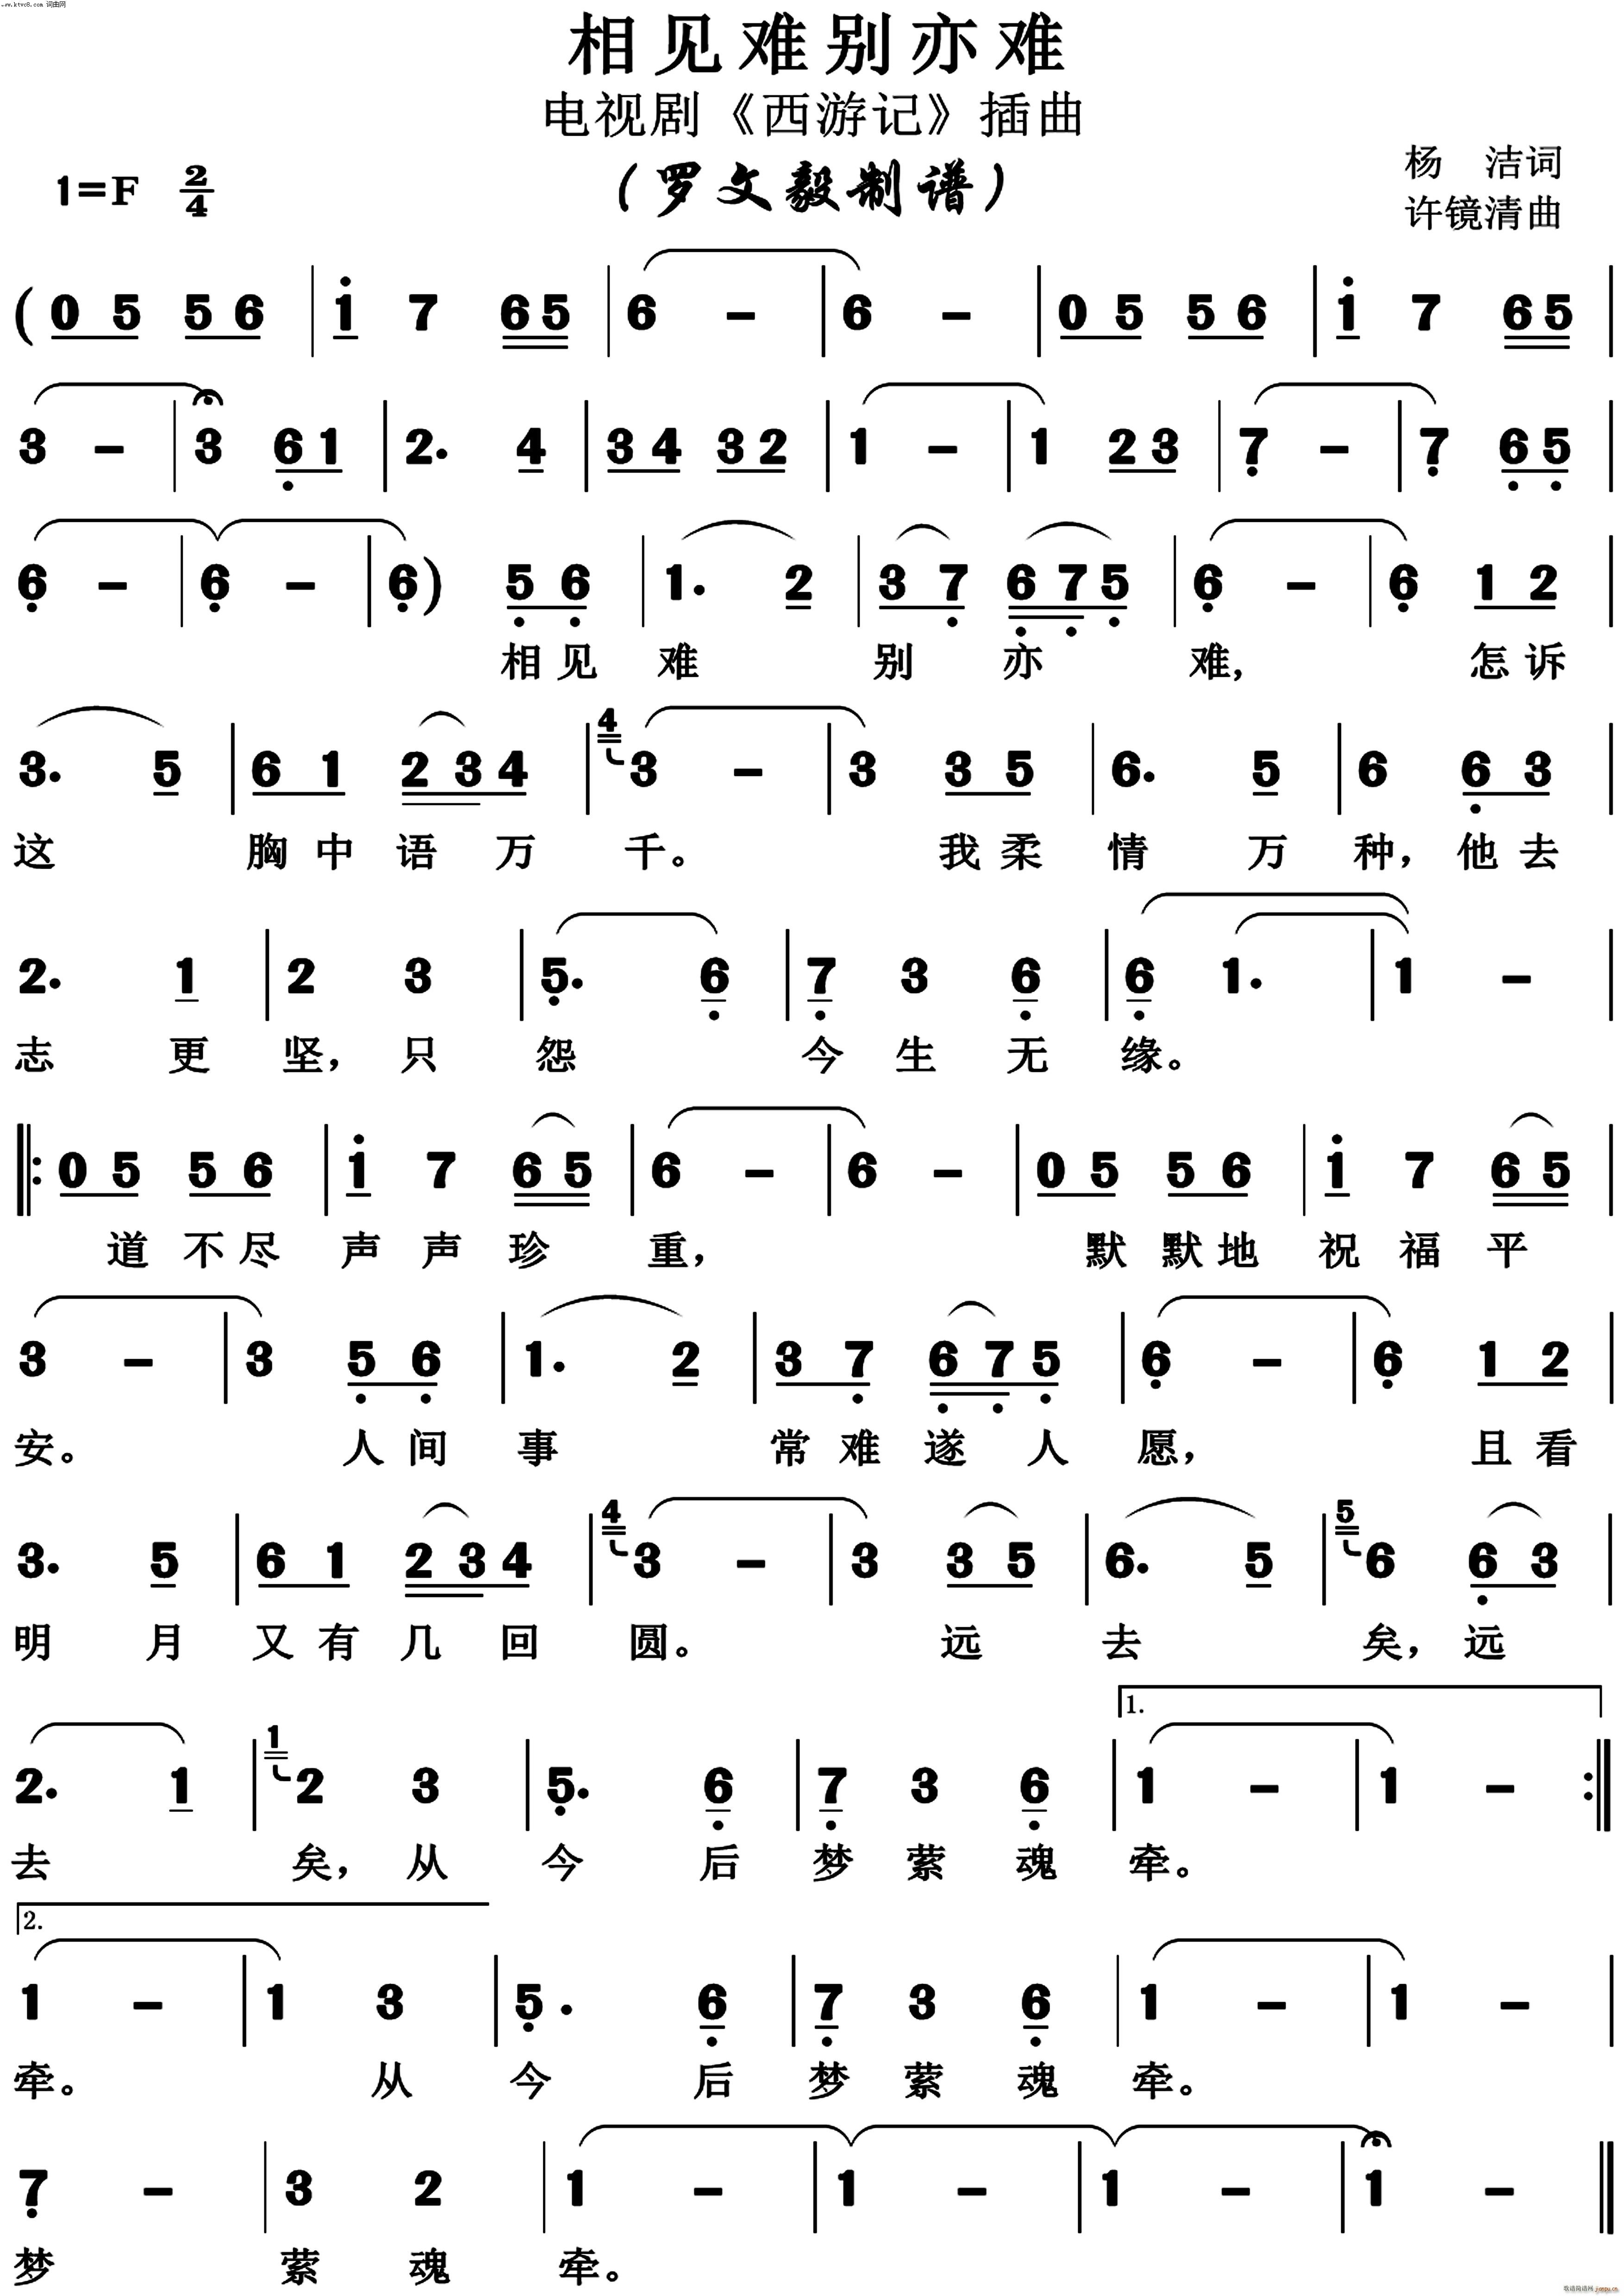 www.ktvc8.com 词曲网
相见难别亦难
电视剧《西游记》插曲
1=F 2/4 (罗文毅制谱) 杨 洁词
许镜清曲
(0 5 5 6 | 1 7 6 5 | 6 - | 6 - | 0 5 5 6 | 1 7 6 5 |
3 - | 3 6 1 | 2. 4 | 3 4 3 2 | 1 - | 1 2 3 | 7 - | 7 6 5 |
6 - | 6 - | 6) 5 6 | 1. 2 | 3 7 6 7 5 | 6 - | 6 1 2 |
相见 难 别 亦 难, 怎诉
3. 5 | 6 1 2 3 4 | 4 3 - | 3 3 5 | 6. 5 | 6 6 3 |
这 胸中语万 千。 我柔 情 万 种, 他去
2. 1 | 2 3 | 5. 6 | 7 3 6 | 6 1. | 1 - |
志 更 坚, 只 怨 今生无 缘。
|: 0 5 5 6 | 1 7 6 5 | 6 - | 6 - | 0 5 5 6 | 1 7 6 5 |
道不尽 声声珍 重, 默默地 祝福平
3 - | 3 5 6 | 1. 2 | 3 7 6 7 5 | 6 - | 6 1 2 |
安。 人间 事 常难遂人 愿, 且看
3. 5 | 6 1 2 3 4 | 4 3 - | 3 3 5 | 6. 5 | 5 6 6 3 |
明 月 又有几回 圆。 远 去 矣, 远
1.
2. 1 | 1 2 3 | 5. 6 | 7 3 6 | 1 - | 1 - :|
去 矣, 从 今 后 梦萦魂 牵。
2.
1 - | 1 3 | 5. 6 | 7 3 6 | 1 - | 1 - |
牵。 从 今 后 梦萦魂 牵。
7 - | 3 2 | 1 - | 1 - | 1 - | 1 - ‖
梦 萦 魂 牵。